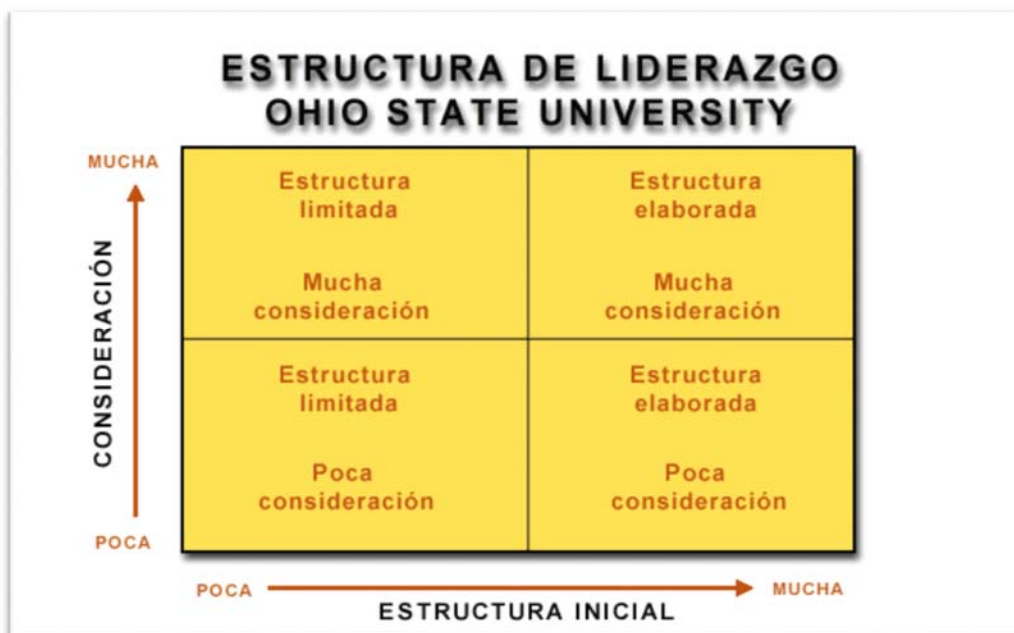 ESTRUCTURA DE LIDERAZGO
OHIO STATE UNIVERSITY
MUCHA
CONSIDERACIÓN
POCA
Estructura
limitada
Mucha
consideración
Estructura
elaborada
Mucha
consideración
Estructura
limitada
Poca
consideración
Estructura
elaborada
Poca
consideración
POCA
MUCHA
ESTRUCTURA INICIAL